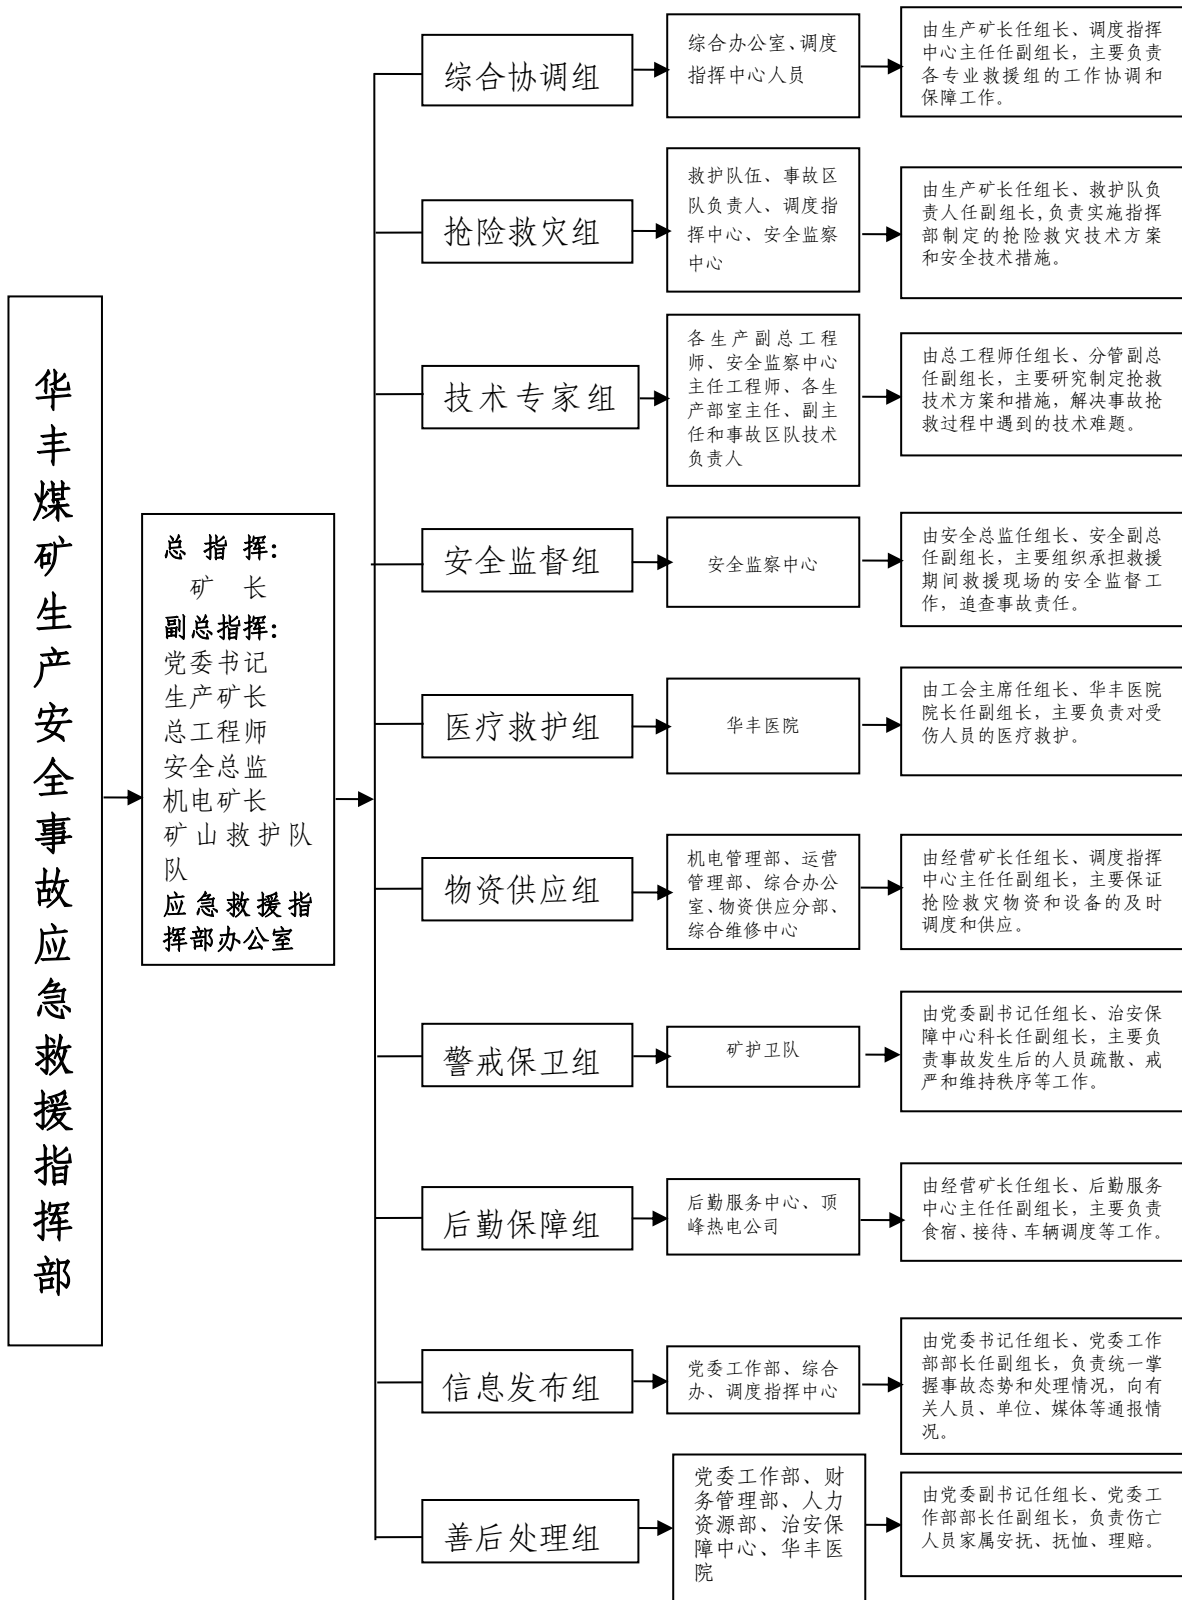 华丰煤矿生产安全事故应急救援指挥部
总指挥：
矿长
副总指挥：
党委书记
生产矿长
总工程师
安全总监
机电矿长
矿山救护队
队
应急救援指
挥部办公室
综合协调组
综合办公室、调度
指挥中心人员
由生产矿长任组长、调度指挥
中心主任任副组长，主要负责
各专业救援组的工作协调和
保障工作。
抢险救灾组
救护队伍、事故区
队负责人、调度指
挥中心、安全监察
中心
由生产矿长任组长、救护队负
责人任副组长，负责实施指挥
部制定的抢险救灾技术方案
和安全技术措施。
技术专家组
各生产副总工程
师、安全监察中心
主任工程师、各生
产部室主任、副主
任和事故区队技术
负责人
由总工程师任组长、分管副总
任副组长，主要研究制定抢救
技术方案和措施，解决事故抢
救过程中遇到的技术难题。
安全监督组
安全监察中心
由安全总监任组长、安全副总
任副组长，主要组织承担救援
期间救援现场的安全监督工
作，追查事故责任。
医疗救护组
华丰医院
由工会主席任组长、华丰医院
院长任副组长，主要负责对受
伤人员的医疗救护。
物资供应组
机电管理部、运营
管理部、综合办公
室、物资供应分部、
综合维修中心
由经营矿长任组长、调度指挥
中心主任任副组长，主要保证
抢险救灾物资和设备的及时
调度和供应。
警戒保卫组
矿护卫队
由党委副书记任组长、治安保
障中心科长任副组长，主要负
责事故发生后的人员疏散、戒
严和维持秩序等工作。
后勤保障组
后勤服务中心、顶
峰热电公司
由经营矿长任组长、后勤服务
中心主任任副组长，主要负责
食宿、接待、车辆调度等工作。
信息发布组
党委工作部、综合
办、调度指挥中心
由党委书记任组长、党委工作
部部长任副组长，负责统一掌
握事故态势和处理情况，向有
关人员、单位、媒体等通报情
况。
善后处理组
党委工作部、财
务管理部、人力
资源部、治安保
障中心、华丰医
院
由党委副书记任组长、党委工
作部部长任副组长，负责伤亡
人员家属安抚、抚恤、理赔。